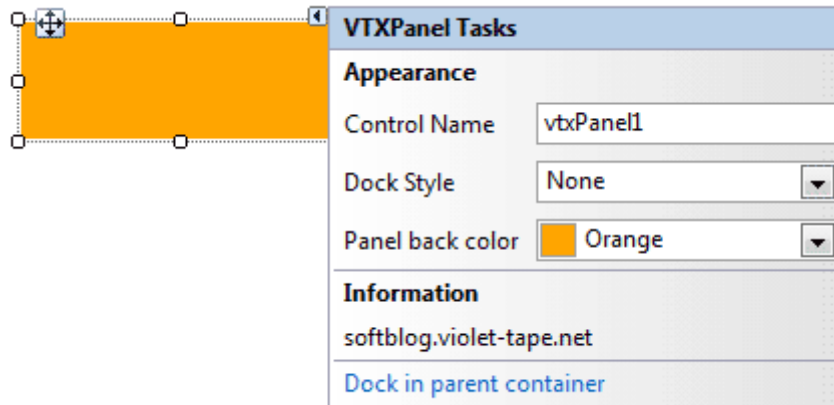 VTXPanel Tasks
Appearance
Control Name vtxPanel1
Dock Style None
Panel back color Orange
Information
softblog.violet-tape.net
Dock in parent container